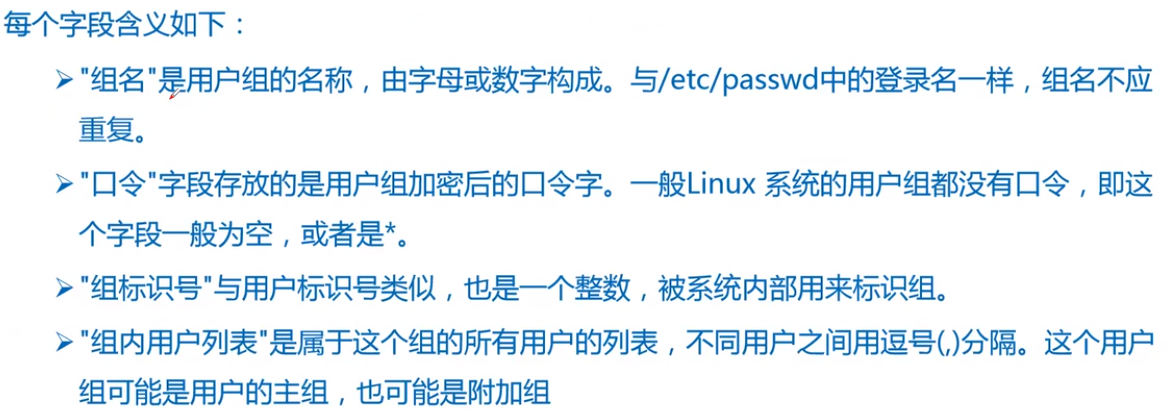 每个字段含义如下：
➢"组名"是用户组的名称，由字母或数字构成。与/etc/passwd中的登录名一样，组名不应
重复。
➢"口令"字段存放的是用户组加密后的口令字。一般Linux 系统的用户组都没有口令，即这
个字段一般为空，或者是*。
➢"组标识号"与用户标识号类似，也是一个整数，被系统内部用来标识组。
➢"组内用户列表"是属于这个组的所有用户的列表，不同用户之间用逗号(,)分隔。这个用户
组可能是用户的主组，也可能是附加组